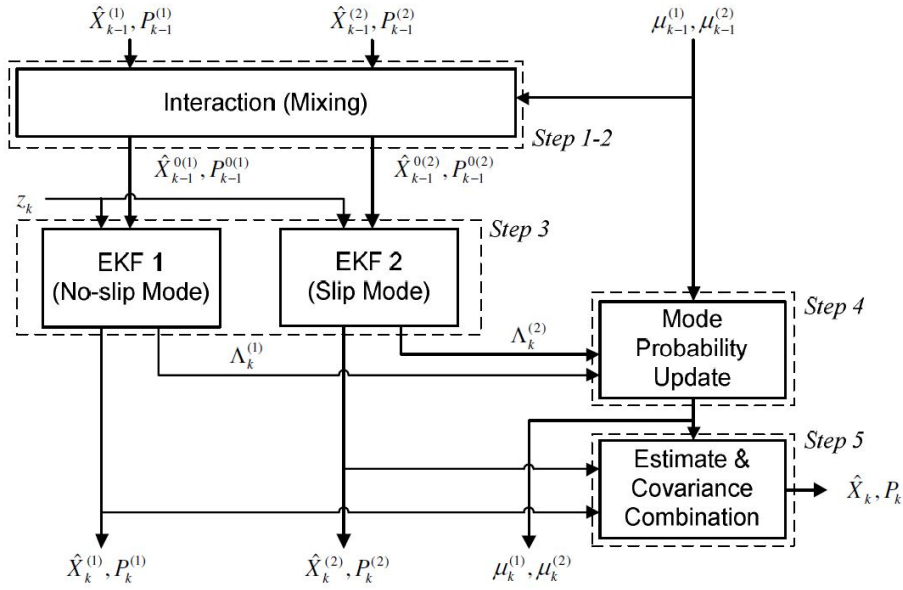 X̂_{k-1}^{(1)}, P_{k-1}^{(1)}
X̂_{k-1}^{(2)}, P_{k-1}^{(2)}
μ_{k-1}^{(1)}, μ_{k-1}^{(2)}
Interaction (Mixing)
Step 1-2
X̂_{k-1}^{0(1)}, P_{k-1}^{0(1)}
X̂_{k-1}^{0(2)}, P_{k-1}^{0(2)}
z_k
Step 3
EKF 1
(No-slip Mode)
EKF 2
(Slip Mode)
Λ_k^{(1)}
Λ_k^{(2)}
Step 4
Mode
Probability
Update
Step 5
Estimate &
Covariance
Combination
X̂_k, P_k
X̂_k^{(1)}, P_k^{(1)}
X̂_k^{(2)}, P_k^{(2)}
μ_k^{(1)}, μ_k^{(2)}